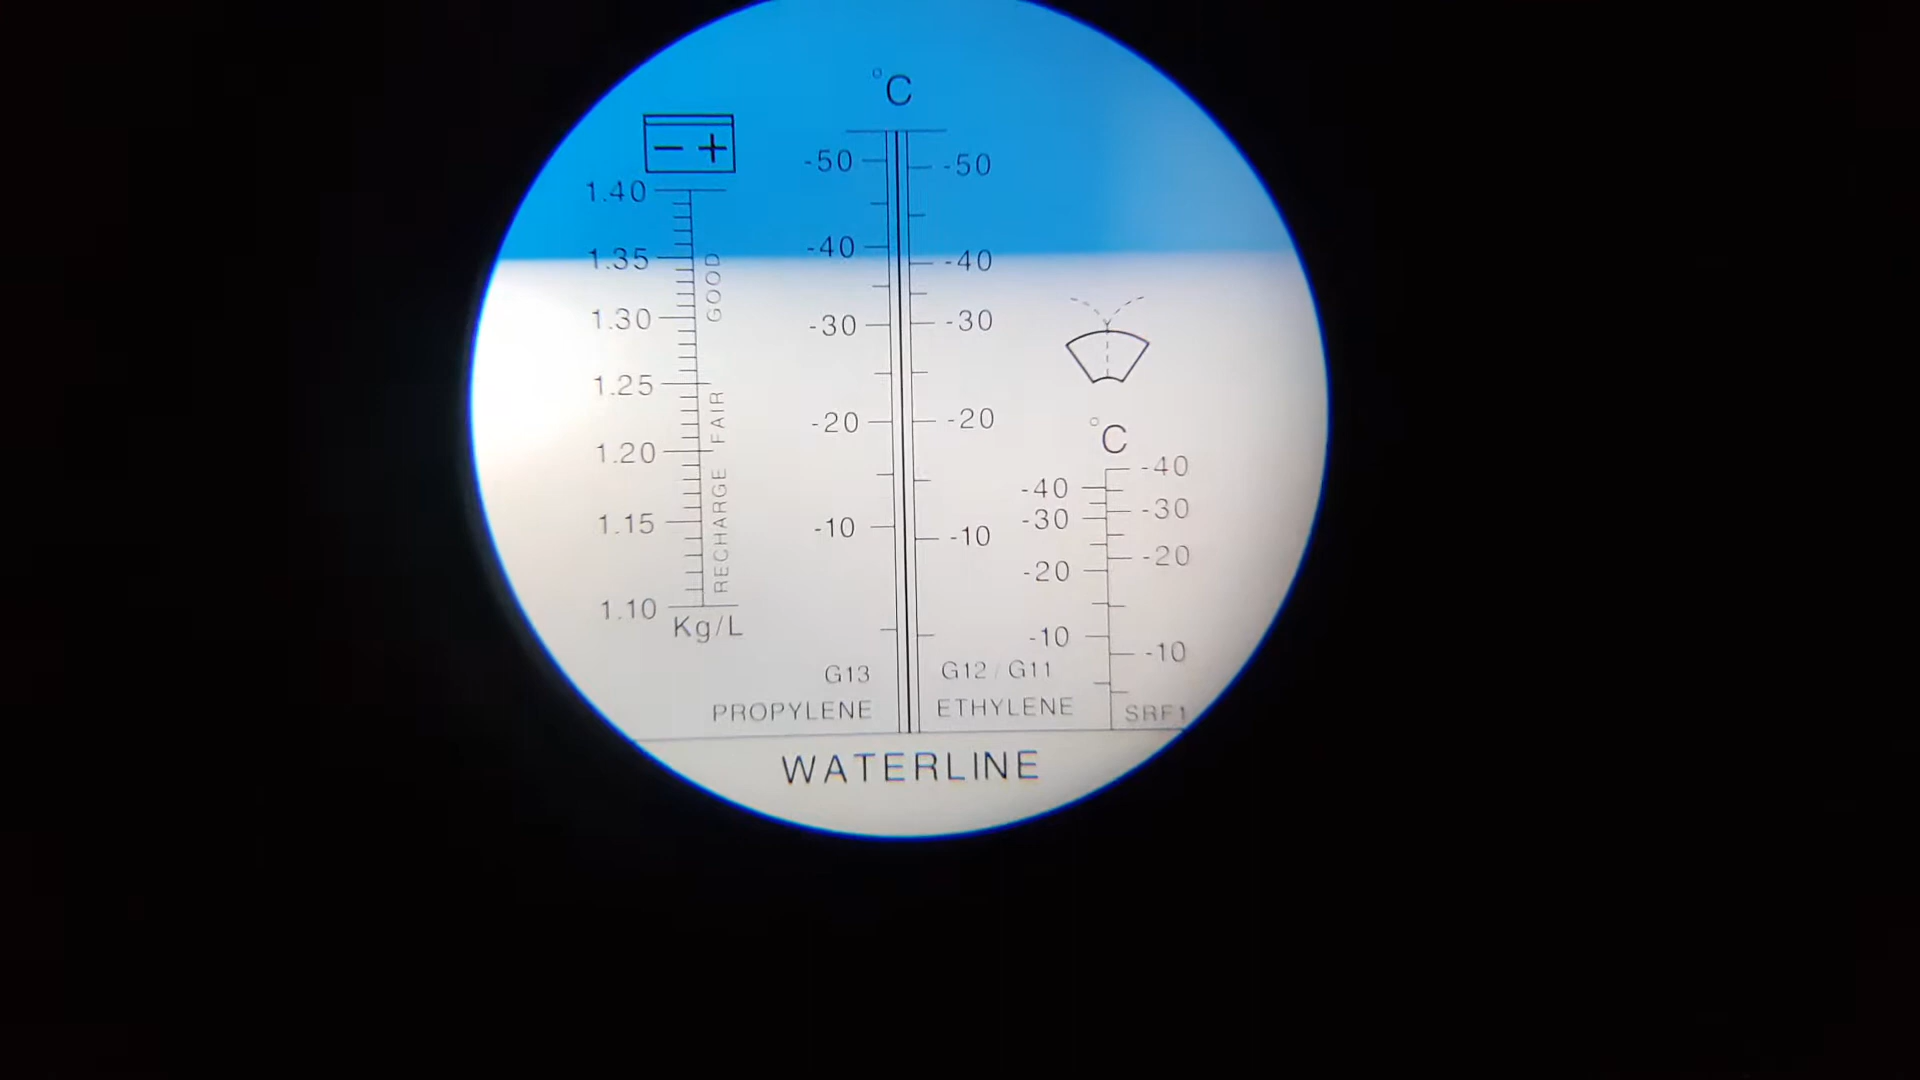 °C
- +
1.40
1.35
1.30
1.25
1.20
1.15
1.10
Kg/L
GOOD
FAIR
RECHARGE
-50
-40
-30
-20
-10
G13
PROPYLENE
-50
-40
-30
-20
-10
G12/G11
ETHYLENE
°C
-40
-30
-20
-10
-40
-30
-20
-10
SRF1
WATERLINE